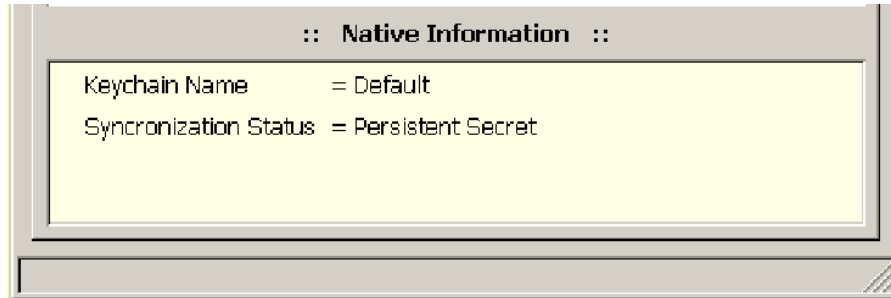 :: Native Information ::
Keychain Name = Default
Syncronization Status = Persistent Secret